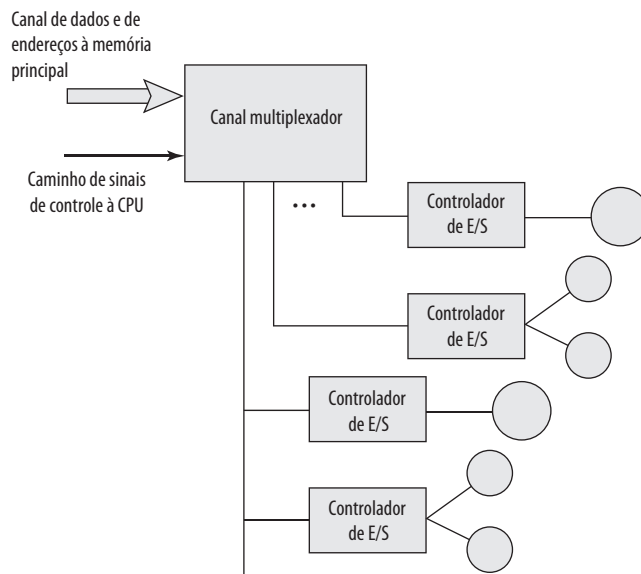 Canal de dados e de
endereços à memória
principal
Canal multiplexador
Caminho de sinais
de controle à CPU
...
Controlador
de E/S
Controlador
de E/S
Controlador
de E/S
Controlador
de E/S